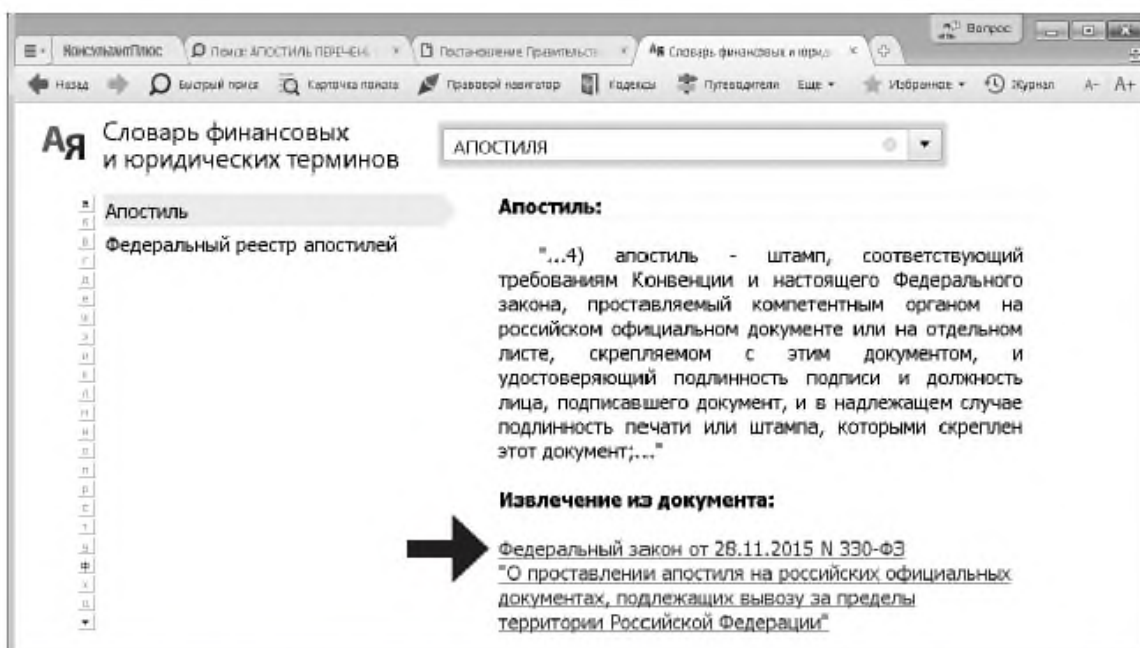 Вопрос
КонсультантПлюс
Поиск: АПОСТИЛЬ ПЕРЕЧЕНЬ
Постановление Правительст
Ая Словарь финансовых и юрид
Назад
Быстрый поиск
Карточка поиска
Правовой навигатор
Кодексы
Путеводители
Еще
Избранное
Журнал
А- А+
Ая
Словарь финансовых
и юридических терминов
АПОСТИЛЯ
Апостиль
Федеральный реестр апостилей
Апостиль:
"...4) апостиль - штамп, соответствующий
требованиям Конвенции и настоящего Федерального
закона, проставляемый компетентным органом на
российском официальном документе или на отдельном
листе, скрепляемом с этим документом, и
удостоверяющий подлинность подписи и должность
лица, подписавшего документ, и в надлежащем случае
подлинность печати или штампа, которыми скреплен
этот документ;..."
Извлечение из документа:
Федеральный закон от 28.11.2015 N 330-ФЗ
"О проставлении апостиля на российских официальных
документах, подлежащих вывозу за пределы
территории Российской Федерации"